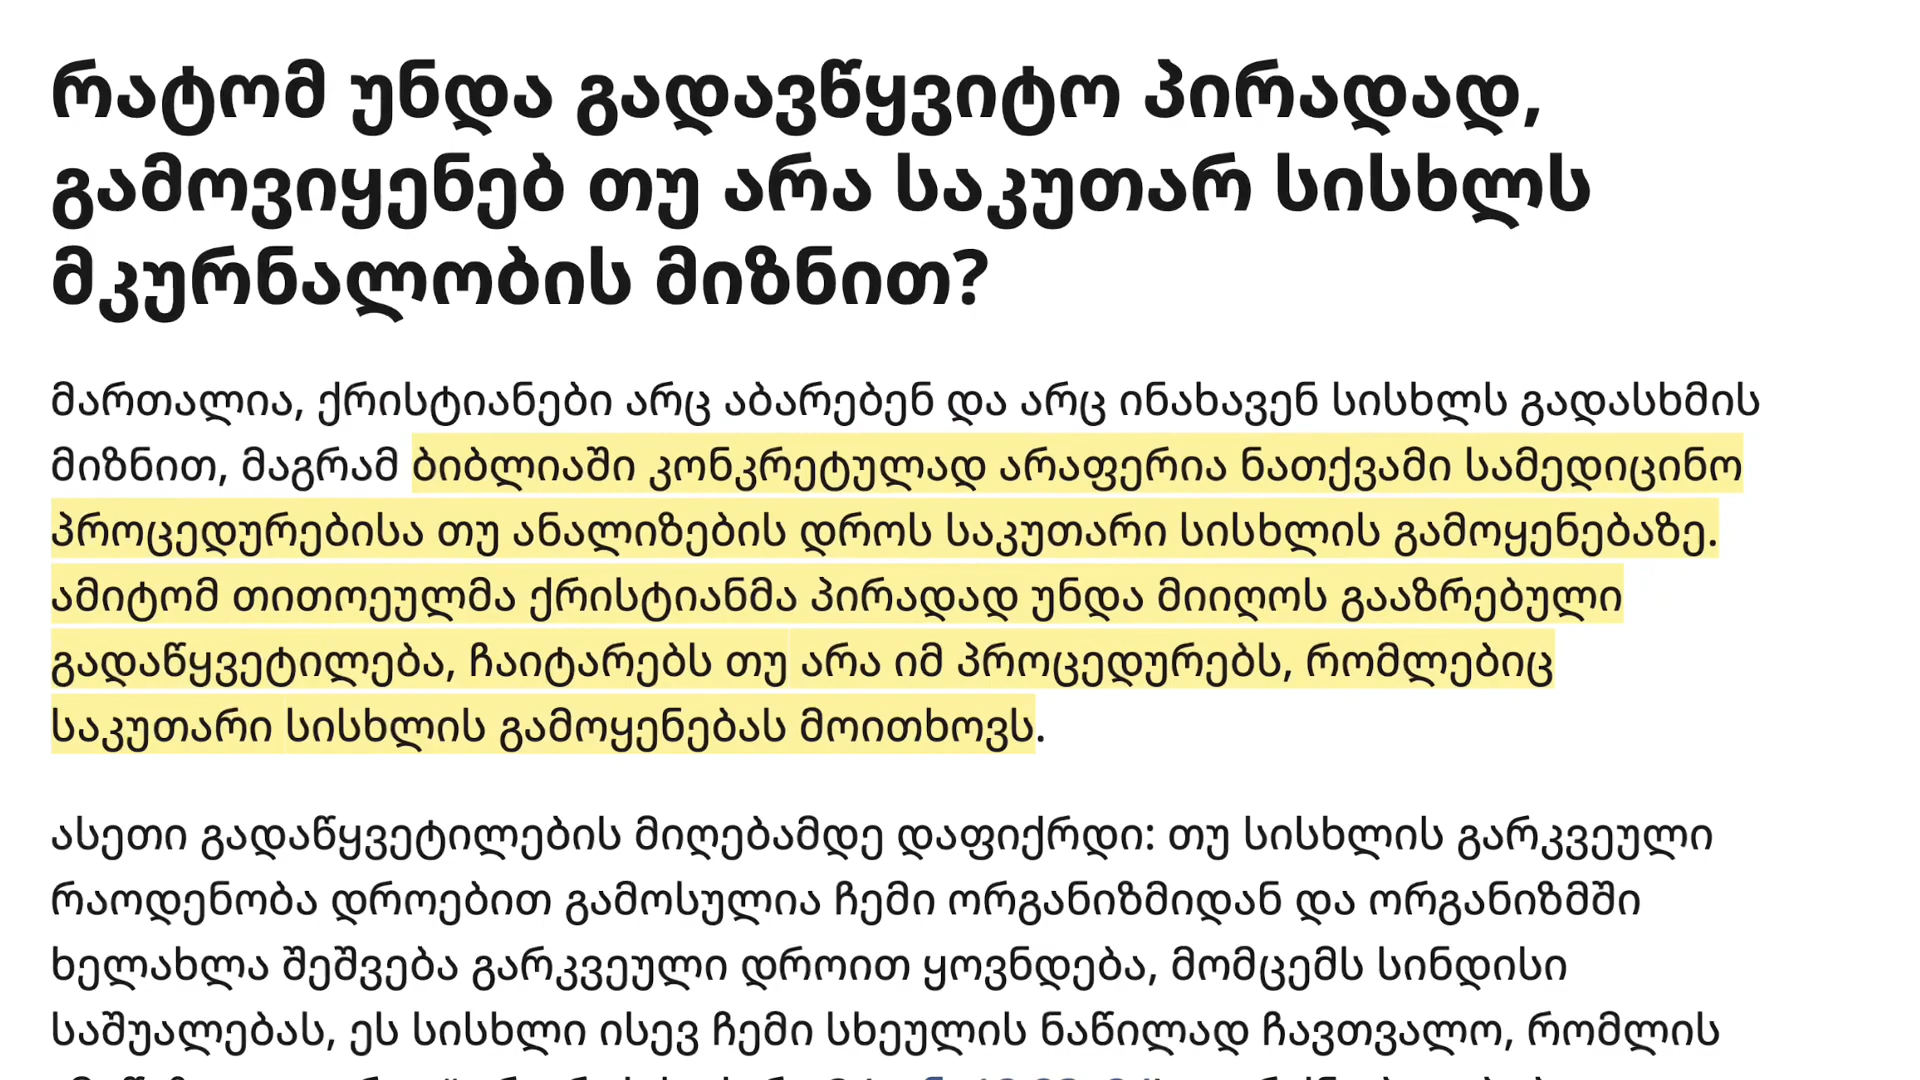 რატომ უნდა გადავწყვიტო პირადად,
გამოვიყენებ თუ არა საკუთარ სისხლს
მკურნალობის მიზნით?
მართალია, ქრისტიანები არც აბარებენ და არც ინახავენ სისხლს გადასხმის
მიზნით, მაგრამ ბიბლიაში კონკრეტულად არაფერია ნათქვამი სამედიცინო
პროცედურებისა თუ ანალიზების დროს საკუთარი სისხლის გამოყენებაზე.
ამიტომ თითოეულმა ქრისტიანმა პირადად უნდა მიიღოს გააზრებული
გადაწყვეტილება, ჩაიტარებს თუ არა იმ პროცედურებს, რომლებიც
საკუთარი სისხლის გამოყენებას მოითხოვს.
ასეთი გადაწყვეტილების მიღებამდე დაფიქრდი: თუ სისხლის გარკვეული
რაოდენობა დროებით გამოსულია ჩემი ორგანიზმიდან და ორგანიზმში
ხელახლა შეშვება გარკვეული დროით ყოვნდება, მომცემს სინდისი
საშუალებას, ეს სისხლი ისევ ჩემი სხეულის ნაწილად ჩავთვალო, რომლის